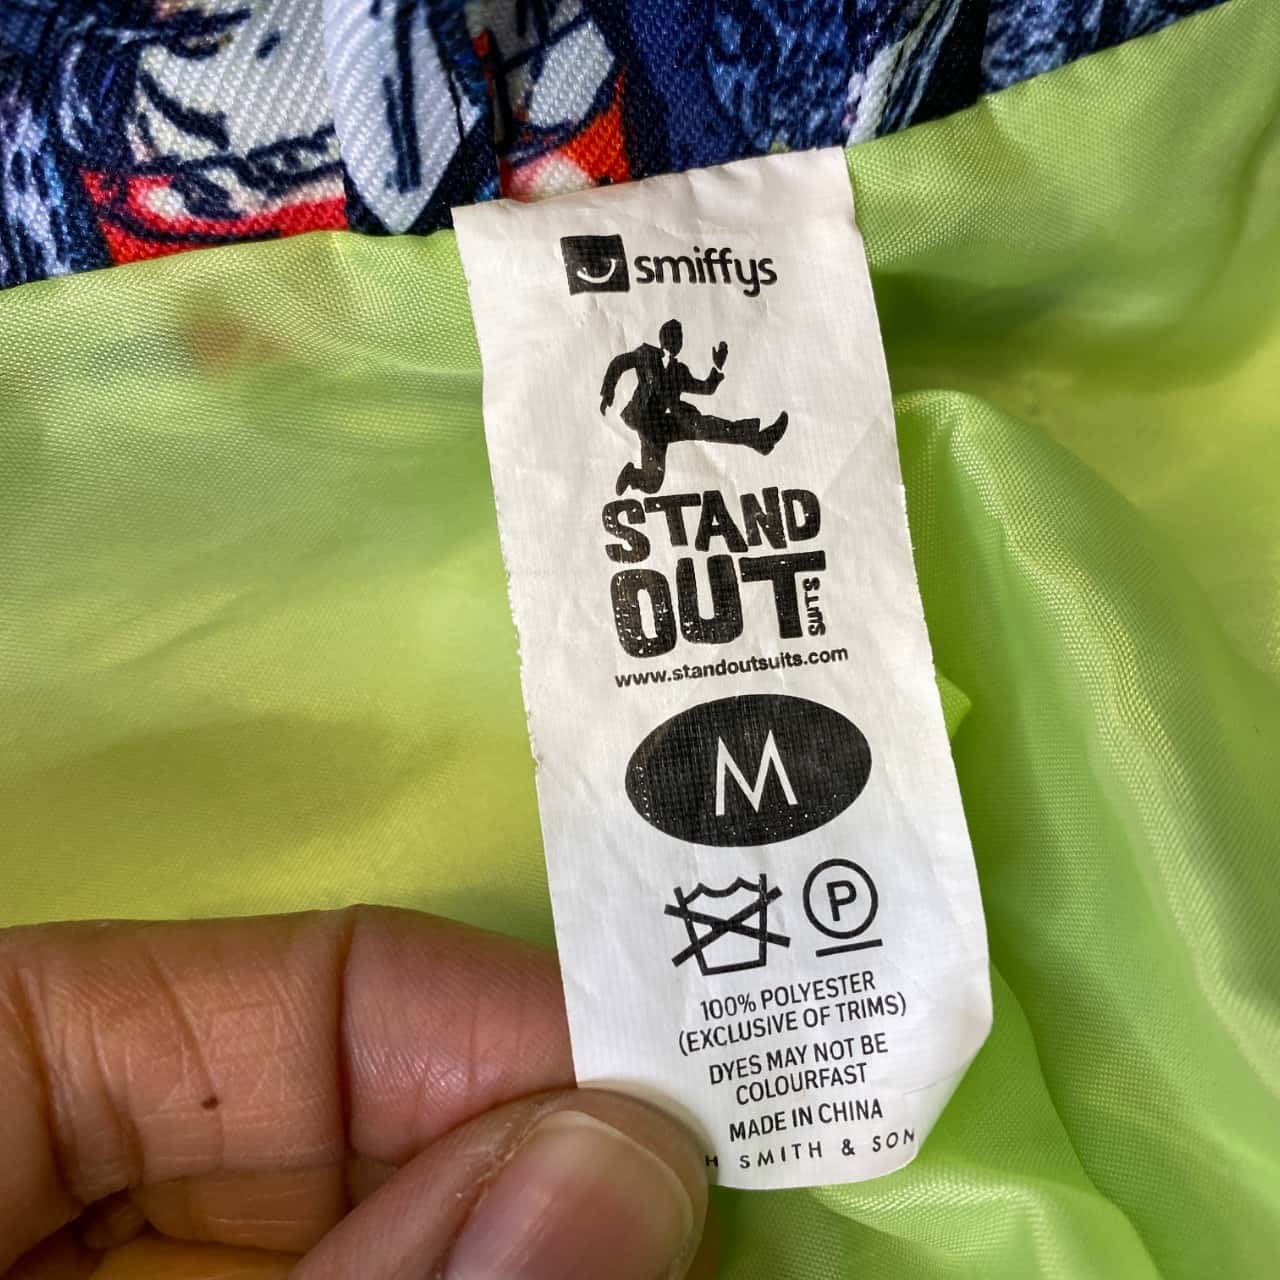 smiffys
STAND
OUT
SUITS
www.standoutsuits.com
M
P
100% POLYESTER
(EXCLUSIVE OF TRIMS)
DYES MAY NOT BE
COLOURFAST
MADE IN CHINA
H SMITH & SON